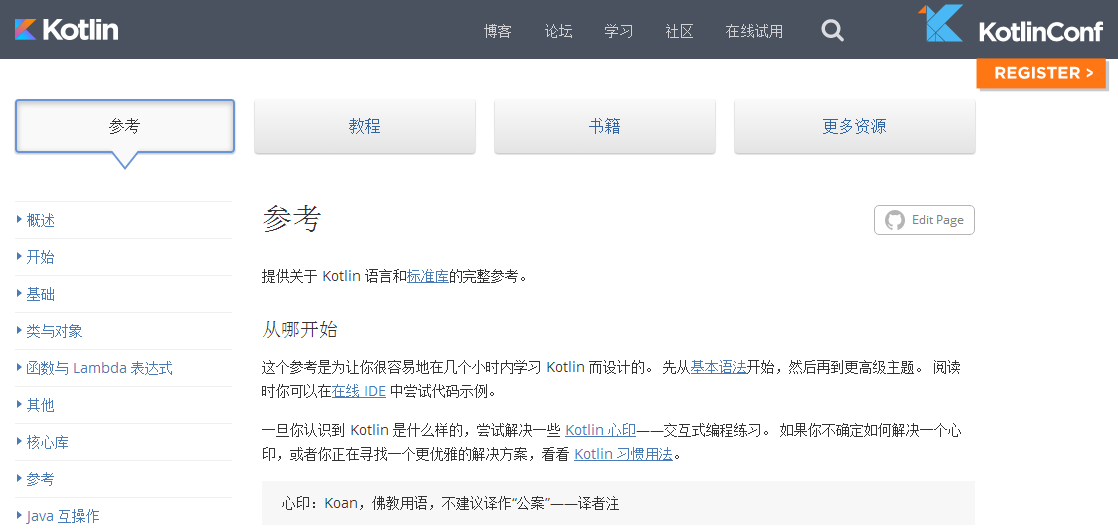 Kotlin
博客 论坛 学习 社区 在线试用
KotlinConf
REGISTER >
参考 教程 书籍 更多资源
概述
开始
基础
类与对象
函数与 Lambda 表达式
其他
核心库
参考
Java 互操作
参考
Edit Page
提供关于 Kotlin 语言和标准库的完整参考。
从哪开始
这个参考是为让你很容易地在几个小时内学习 Kotlin 而设计的。 先从基本语法开始，然后再到更高级主题。 阅读
时你可以在在线 IDE 中尝试代码示例。
一旦你认识到 Kotlin 是什么样的，尝试解决一些 Kotlin 心印——交互式编程练习。 如果你不确定如何解决一个心
印，或者你正在寻找一个更优雅的解决方案，看看 Kotlin 习惯用法。
心印：Koan，佛教用语，不建议译作“公案”——译者注